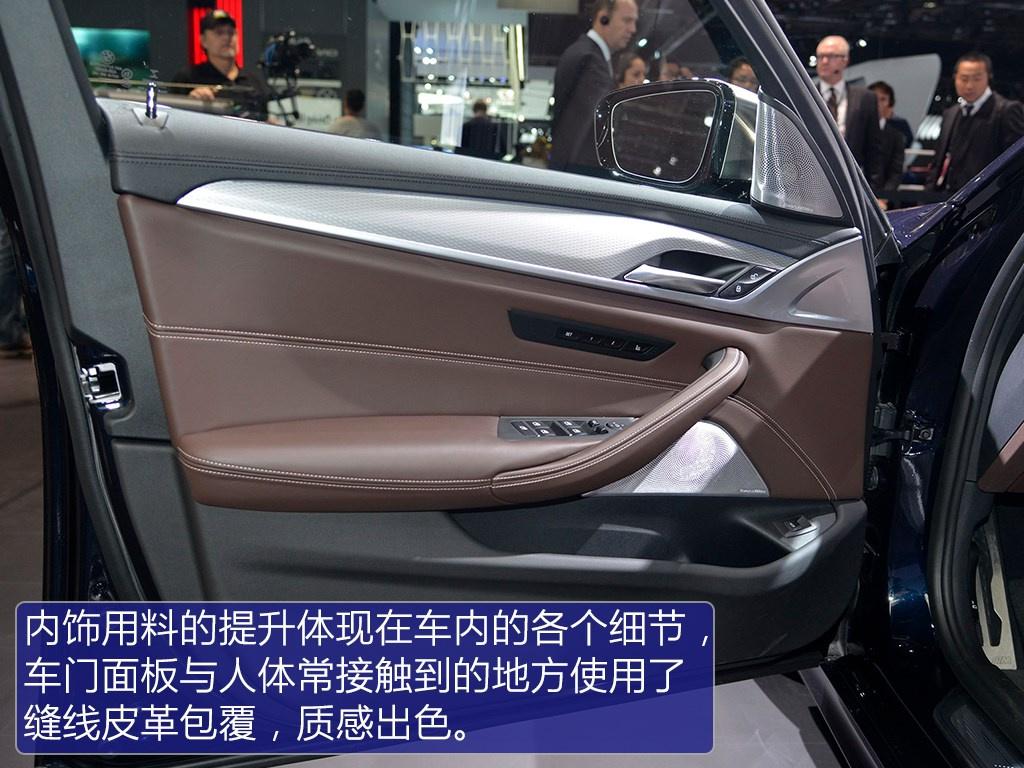 内饰用料的提升体现在车内的各个细节，
车门面板与人体常接触到的地方使用了
缝线皮革包覆，质感出色。